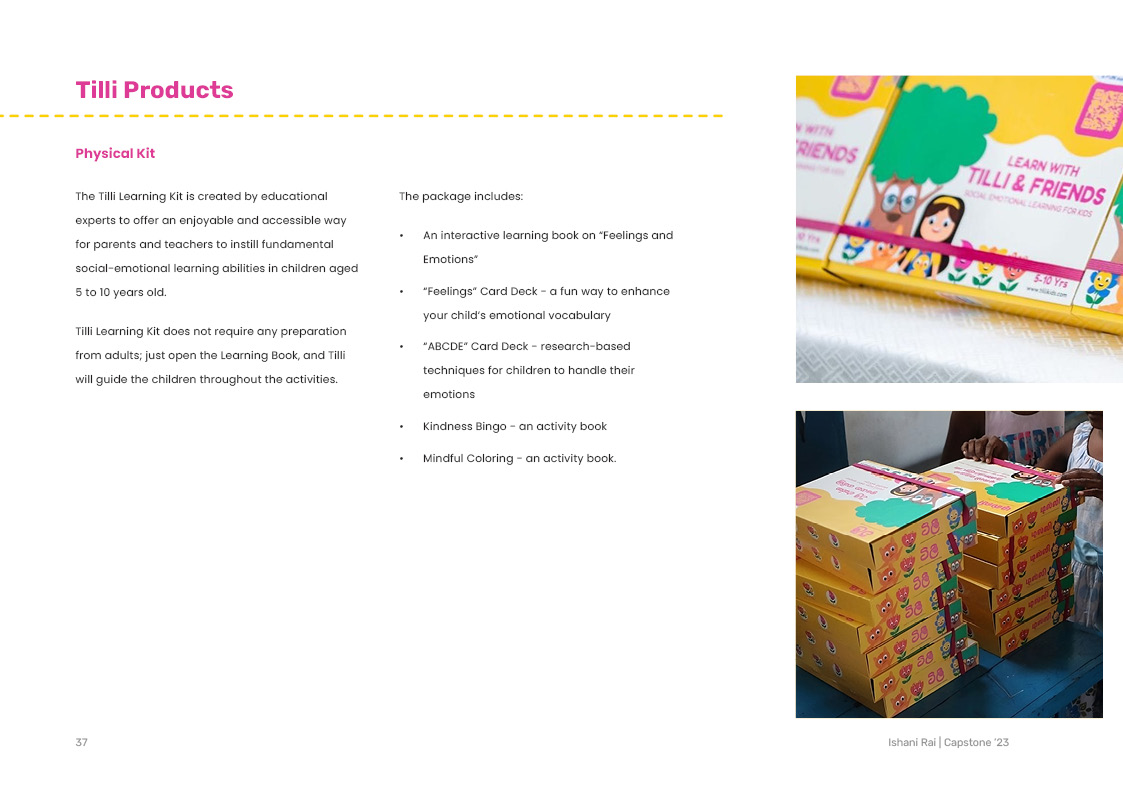 Tilli Products
Physical Kit
The Tilli Learning Kit is created by educational
experts to offer an enjoyable and accessible way
for parents and teachers to instill fundamental
social-emotional learning abilities in children aged
5 to 10 years old.
Tilli Learning Kit does not require any preparation
from adults; just open the Learning Book, and Tilli
will guide the children throughout the activities.
The package includes:
• An interactive learning book on “Feelings and
Emotions”
• “Feelings” Card Deck - a fun way to enhance
your child’s emotional vocabulary
• “ABCDE” Card Deck - research-based
techniques for children to handle their
emotions
• Kindness Bingo - an activity book
• Mindful Coloring - an activity book.
N WITH
RIENDS
LEARNING FOR KIDS
LEARN WITH
TILLI & FRIENDS
SOCIAL EMOTIONAL LEARNING FOR KIDS
5-10 Yrs
www.tillikids.com
37
Ishani Rai | Capstone ’23